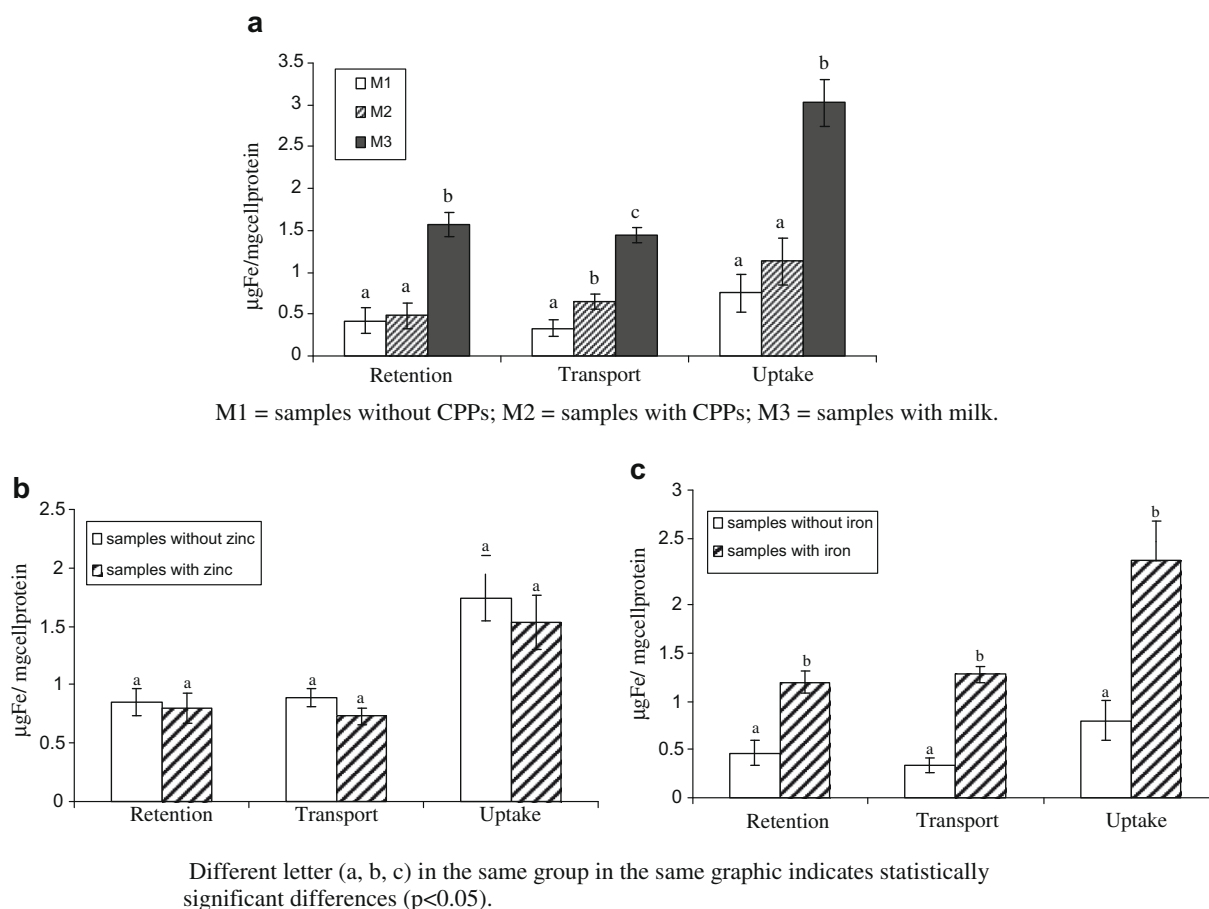 a
3.5
3
2.5
2
1.5
1
0.5
0
µgFe/mgcellprotein
M1
M2
M3
a
a
b
a
b
c
a
a
b
Retention Transport Uptake
M1 = samples without CPPs; M2 = samples with CPPs; M3 = samples with milk.
b
2.5
2
1.5
1
0.5
0
µgFe/ mgcellprotein
samples without zinc
samples with zinc
a
a
a
a
a
a
Retention Transport Uptake
c
3
2.5
2
1.5
1
0.5
0
µgFe/ mgcellprotein
samples without iron
samples with iron
a
b
a
b
a
b
Retention Transport Uptake
Different letter (a, b, c) in the same group in the same graphic indicates statistically
significant differences (p<0.05).